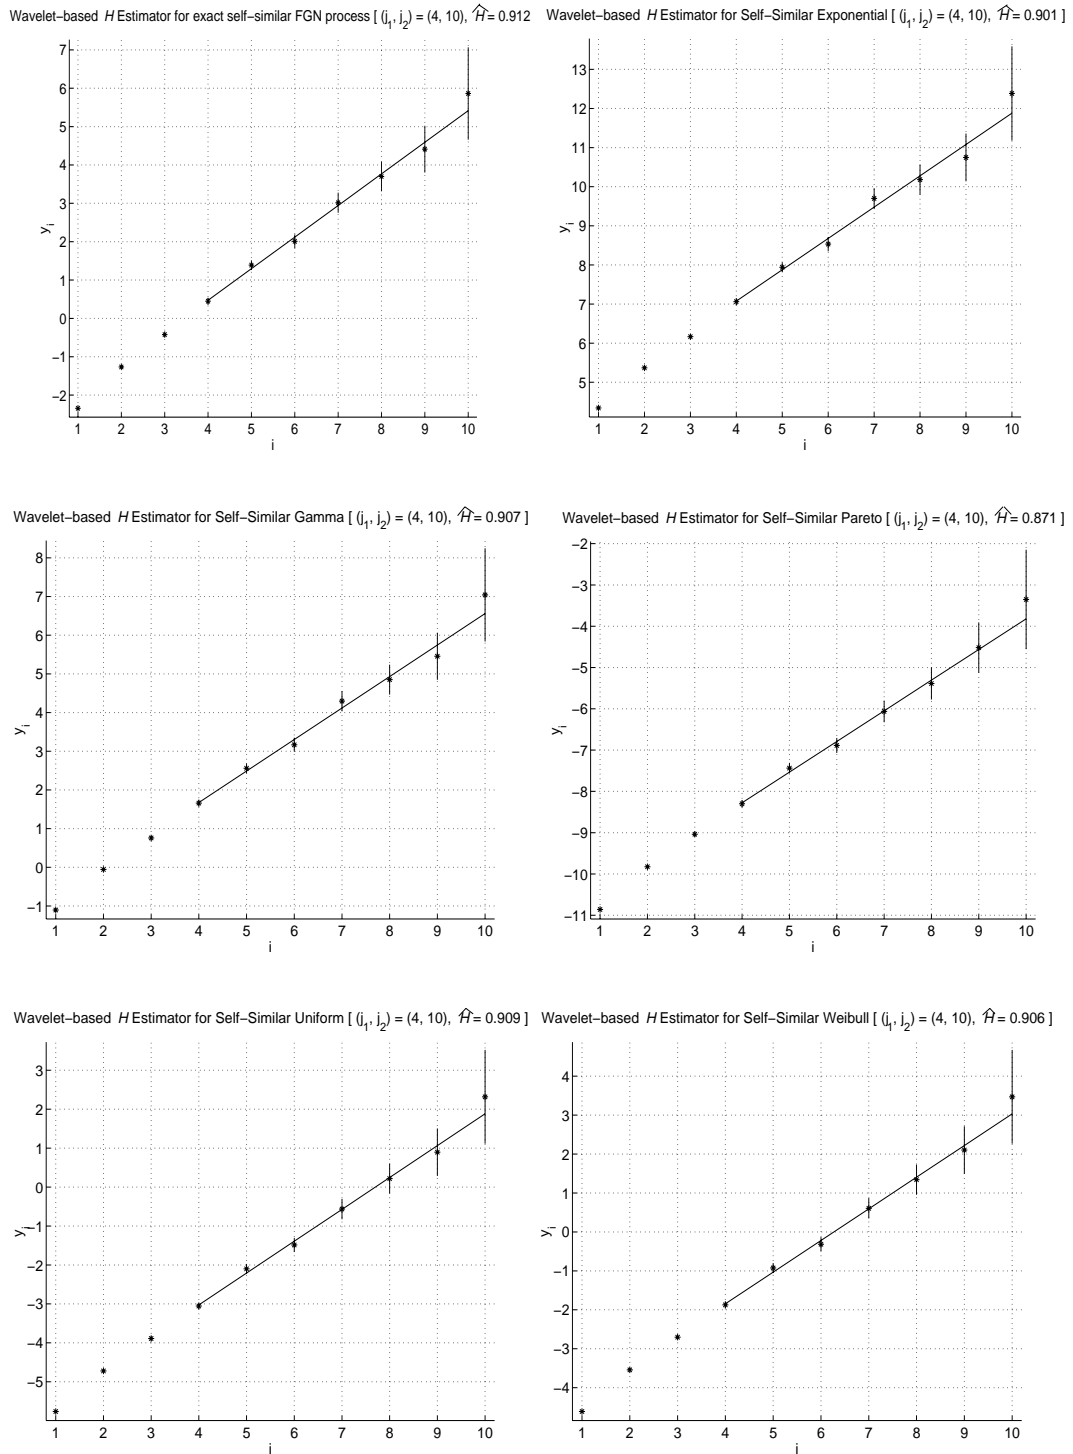 Wavelet−based H Estimator for exact self−similar FGN process [ (j1, j2) = (4, 10), Ĥ = 0.912
7
6
5
4
3
2
1
0
−1
−2
yi
1 2 3 4 5 6 7 8 9 10
i
Wavelet−based H Estimator for Self−Similar Exponential [ (j1, j2) = (4, 10), Ĥ = 0.901 ]
13
12
11
10
9
8
7
6
5
yi
1 2 3 4 5 6 7 8 9 10
i
Wavelet−based H Estimator for Self−Similar Gamma [ (j1, j2) = (4, 10), Ĥ = 0.907 ]
8
7
6
5
4
3
2
1
0
−1
yi
1 2 3 4 5 6 7 8 9 10
i
Wavelet−based H Estimator for Self−Similar Pareto [ (j1, j2) = (4, 10), Ĥ = 0.871 ]
−2
−3
−4
−5
−6
−7
−8
−9
−10
−11
yi
1 2 3 4 5 6 7 8 9 10
i
Wavelet−based H Estimator for Self−Similar Uniform [ (j1, j2) = (4, 10), Ĥ = 0.909 ]
3
2
1
0
−1
−2
−3
−4
−5
yi
1 2 3 4 5 6 7 8 9 10
i
Wavelet−based H Estimator for Self−Similar Weibull [ (j1, j2) = (4, 10), Ĥ = 0.906 ]
4
3
2
1
0
−1
−2
−3
−4
yi
1 2 3 4 5 6 7 8 9 10
i